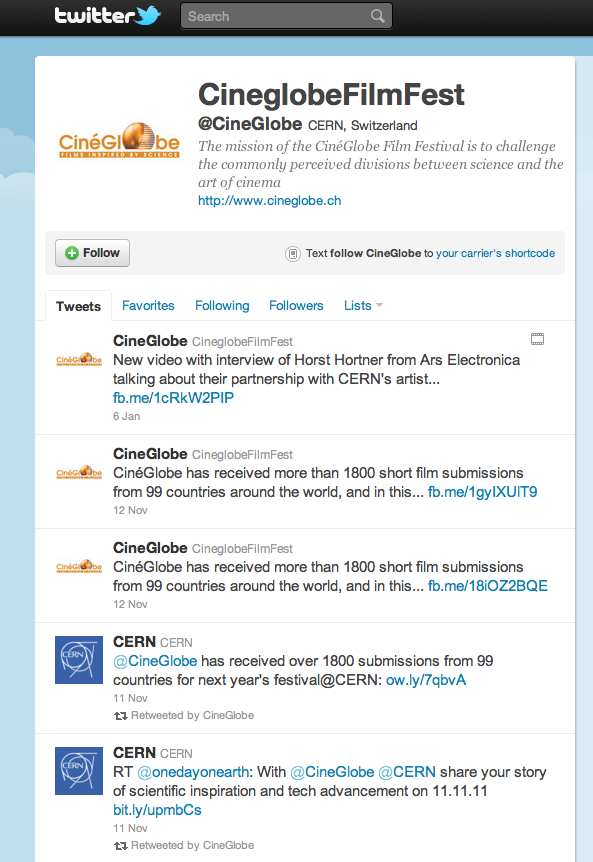 twitter
Search
CineglobeFilmFest
@CineGlobe CERN, Switzerland
The mission of the CinéGlobe Film Festival is to challenge
the commonly perceived divisions between science and the
art of cinema
http://www.cineglobe.ch
CinéGlobe
FILMS INSPIRED BY SCIENCE
Follow
Text follow CineGlobe to your carrier's shortcode
Tweets Favorites Following Followers Lists
CineGlobe CineglobeFilmFest
New video with interview of Horst Hortner from Ars Electronica
talking about their partnership with CERN's artist...
fb.me/1cRkW2PIP
6 Jan
CinéGlobe
CineGlobe CineglobeFilmFest
CinéGlobe has received more than 1800 short film submissions
from 99 countries around the world, and in this... fb.me/1gyIXUlT9
12 Nov
CinéGlobe
CineGlobe CineglobeFilmFest
CinéGlobe has received more than 1800 short film submissions
from 99 countries around the world, and in this... fb.me/18iOZ2BQE
12 Nov
CinéGlobe
CERN CERN
@CineGlobe has received over 1800 submissions from 99
countries for next year's festival@CERN: ow.ly/7qbvA
11 Nov
Retweeted by CineGlobe
CERN
CERN CERN
RT @onedayonearth: With @CineGlobe @CERN share your story
of scientific inspiration and tech advancement on 11.11.11
bit.ly/upmbCs
11 Nov
Retweeted by CineGlobe
CERN